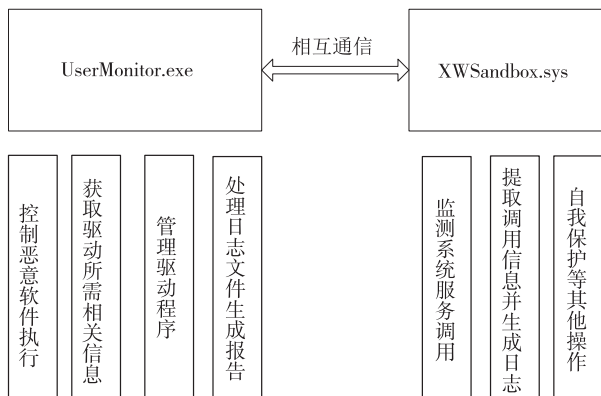 UserMonitor.exe
相互通信
XWSandbox.sys
控制恶意软件执行
获取驱动所需相关信息
管理驱动程序
处理日志文件生成报告
监测系统服务调用
提取调用信息并生成日志
自我保护等其他操作